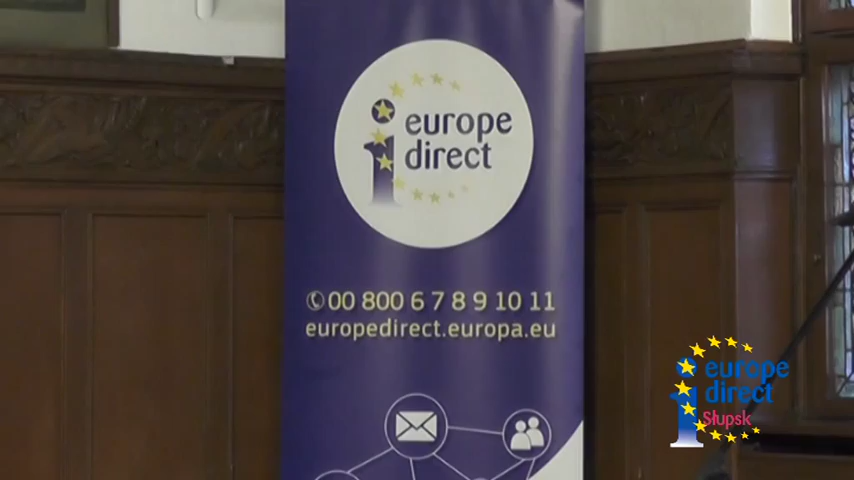 europe
direct
00 800 6 7 8 9 10 11
europedirect.europa.eu
europe
direct
Słupsk